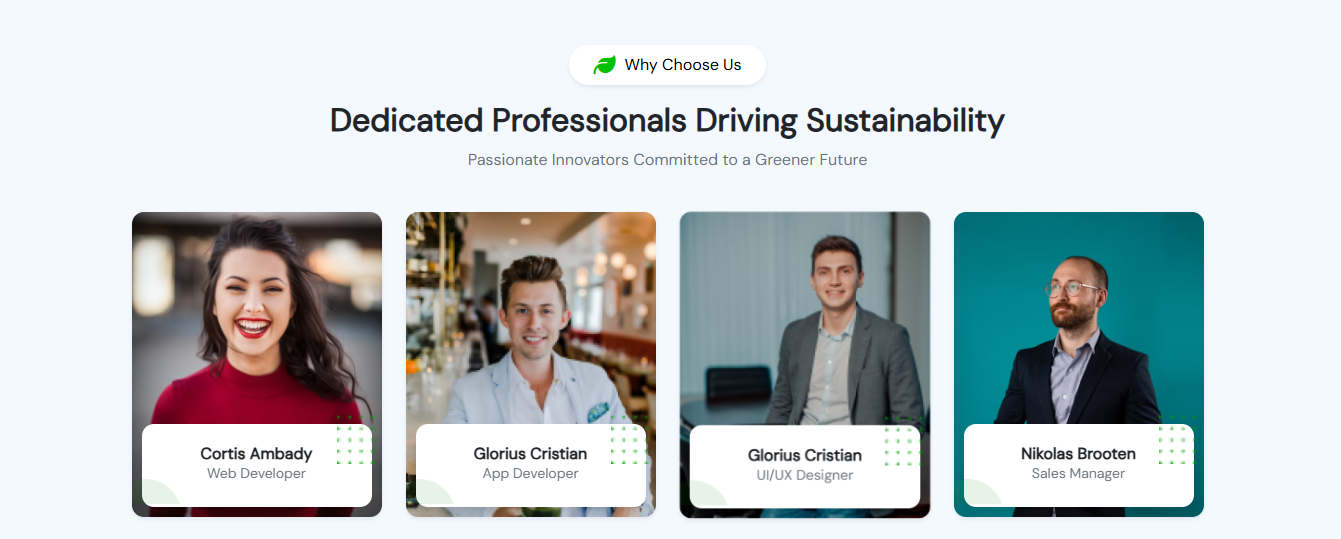 Why Choose Us
Dedicated Professionals Driving Sustainability
Passionate Innovators Committed to a Greener Future
Cortis Ambady
Web Developer
Glorius Cristian
App Developer
Glorius Cristian
UI/UX Designer
Nikolas Brooten
Sales Manager